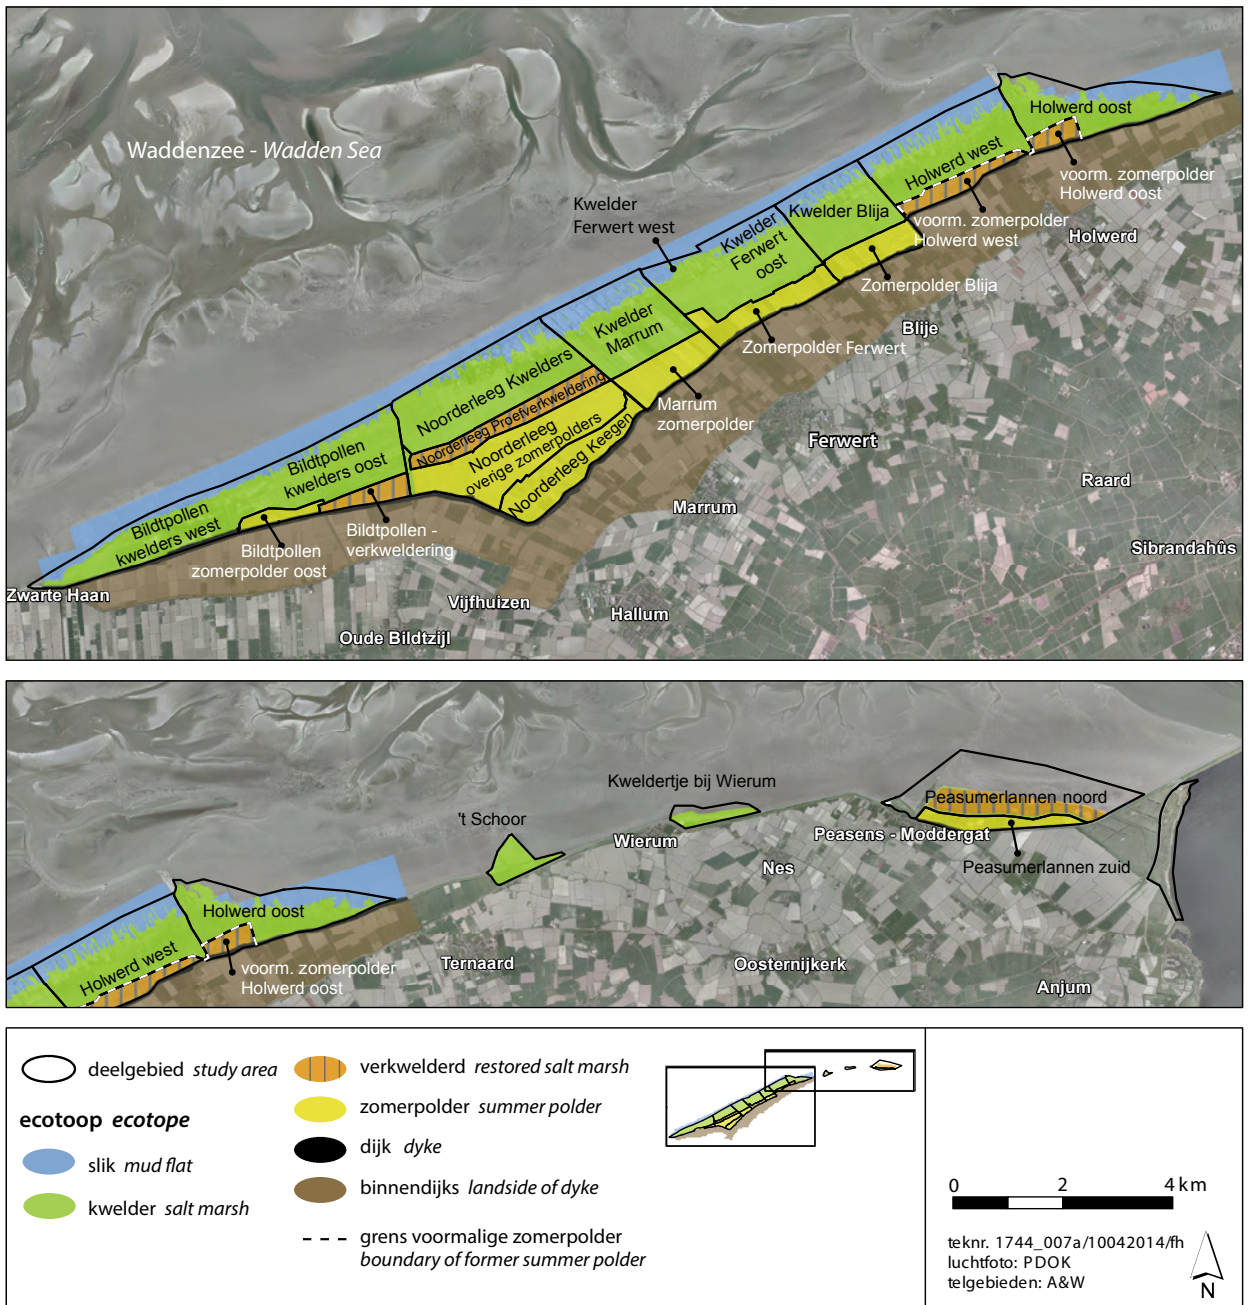 Waddenzee - Wadden Sea
Holwerd oost
Holwerd west
voorm. zomerpolder
Holwerd oost
Kwelder
Ferwert west
Kwelder Blija
Kwelder
Ferwert
oost
voorm. zomerpolder
Holwerd west
Holwerd
Zomerpolder Blija
Kwelder
Marrum
Blije
Zomerpolder Ferwert
Noorderleeg Kwelders
Noorderleeg Proefverkweldering
Marrum
zomerpolder
Noorderleeg
overige zomerpolders
Noorderleeg Keegen
Ferwert
Bildtpollen
kwelders oost
Raard
Bildtpollen
kwelders west
Marrum
Bildtpollen
zomerpolder oost
Bildtpollen -
verkweldering
Sibrandahûs
Zwarte Haan
Vijfhuizen
Hallum
Oude Bildtzijl
Kweldertje bij Wierum
Peasumerlannen noord
't Schoor
Wierum
Peasens - Moddergat
Nes
Peasumerlannen zuid
Holwerd oost
Holwerd west
voorm. zomerpolder
Holwerd oost
Ternaard
Oosternijkerk
Anjum
deelgebied study area
ecotoop ecotope
slik mud flat
kwelder salt marsh
verkwelderd restored salt marsh
zomerpolder summer polder
dijk dyke
binnendijks landside of dyke
grens voormalige zomerpolder
boundary of former summer polder
0 2 4 km
teknr. 1744_007a/10042014/fh
luchtfoto: PDOK
telgebieden: A&W
N